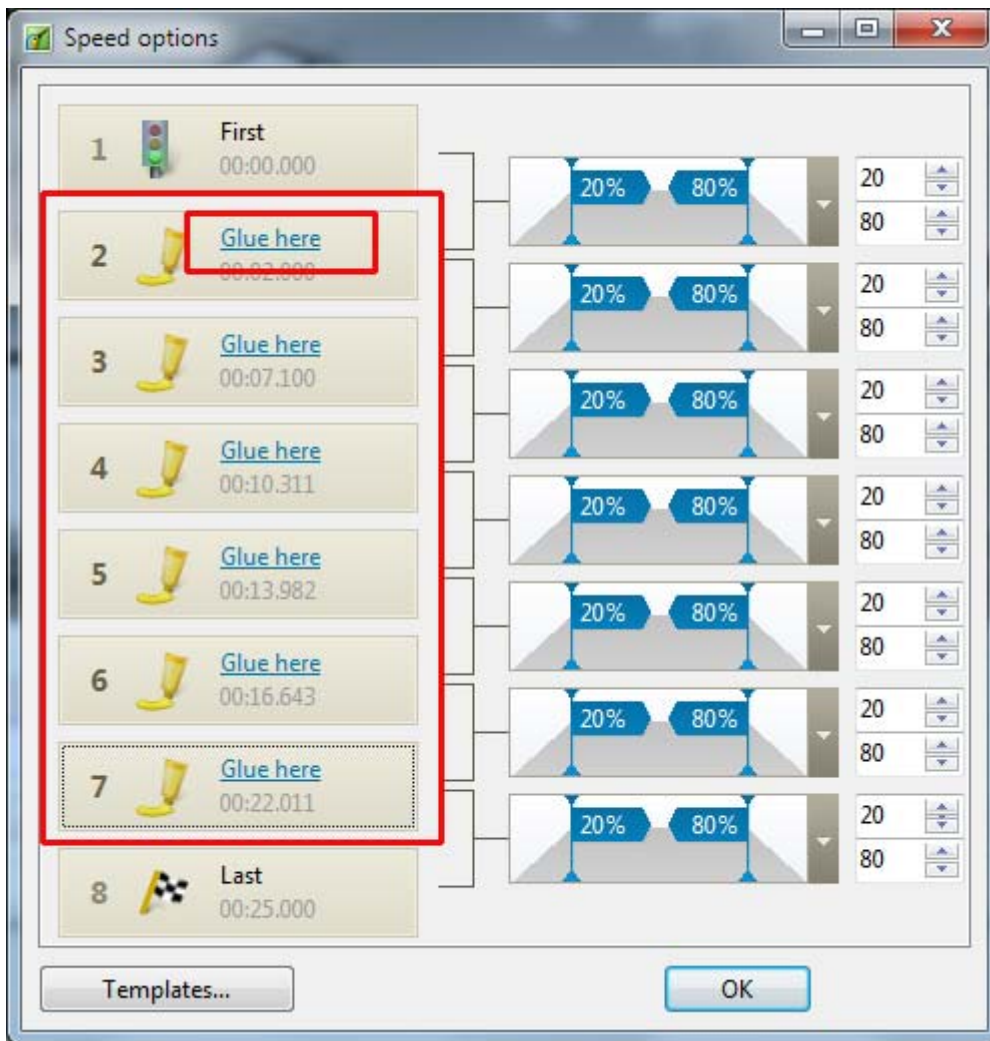 Speed options
1 First
00:00.000
20% 80%
20
80
2 Glue here
00:02.000
20% 80%
20
80
3 Glue here
00:07.100
20% 80%
20
80
4 Glue here
00:10.311
20% 80%
20
80
5 Glue here
00:13.982
20% 80%
20
80
6 Glue here
00:16.643
20% 80%
20
80
7 Glue here
00:22.011
20% 80%
20
80
8 Last
00:25.000
Templates...
OK